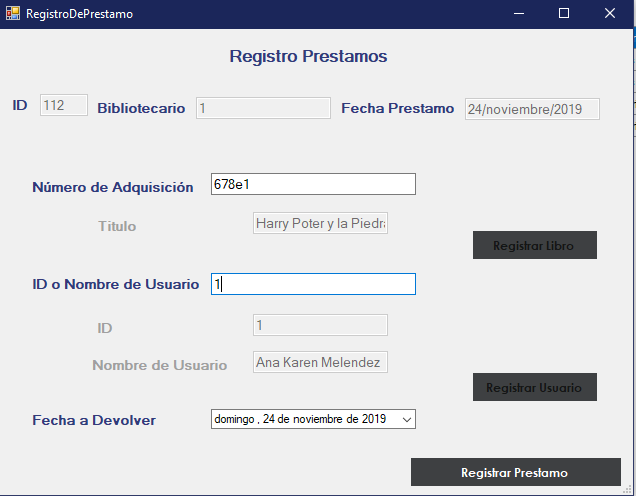 RegistroDePrestamo
Registro Prestamos
ID 112 Bibliotecario 1 Fecha Prestamo 24/noviembre/2019
Número de Adquisición 678e1
Titulo Harry Poter y la Piedra
Registrar Libro
ID o Nombre de Usuario 1
ID 1
Nombre de Usuario Ana Karen Melendez
Registrar Usuario
Fecha a Devolver domingo , 24 de noviembre de 2019
Registrar Prestamo